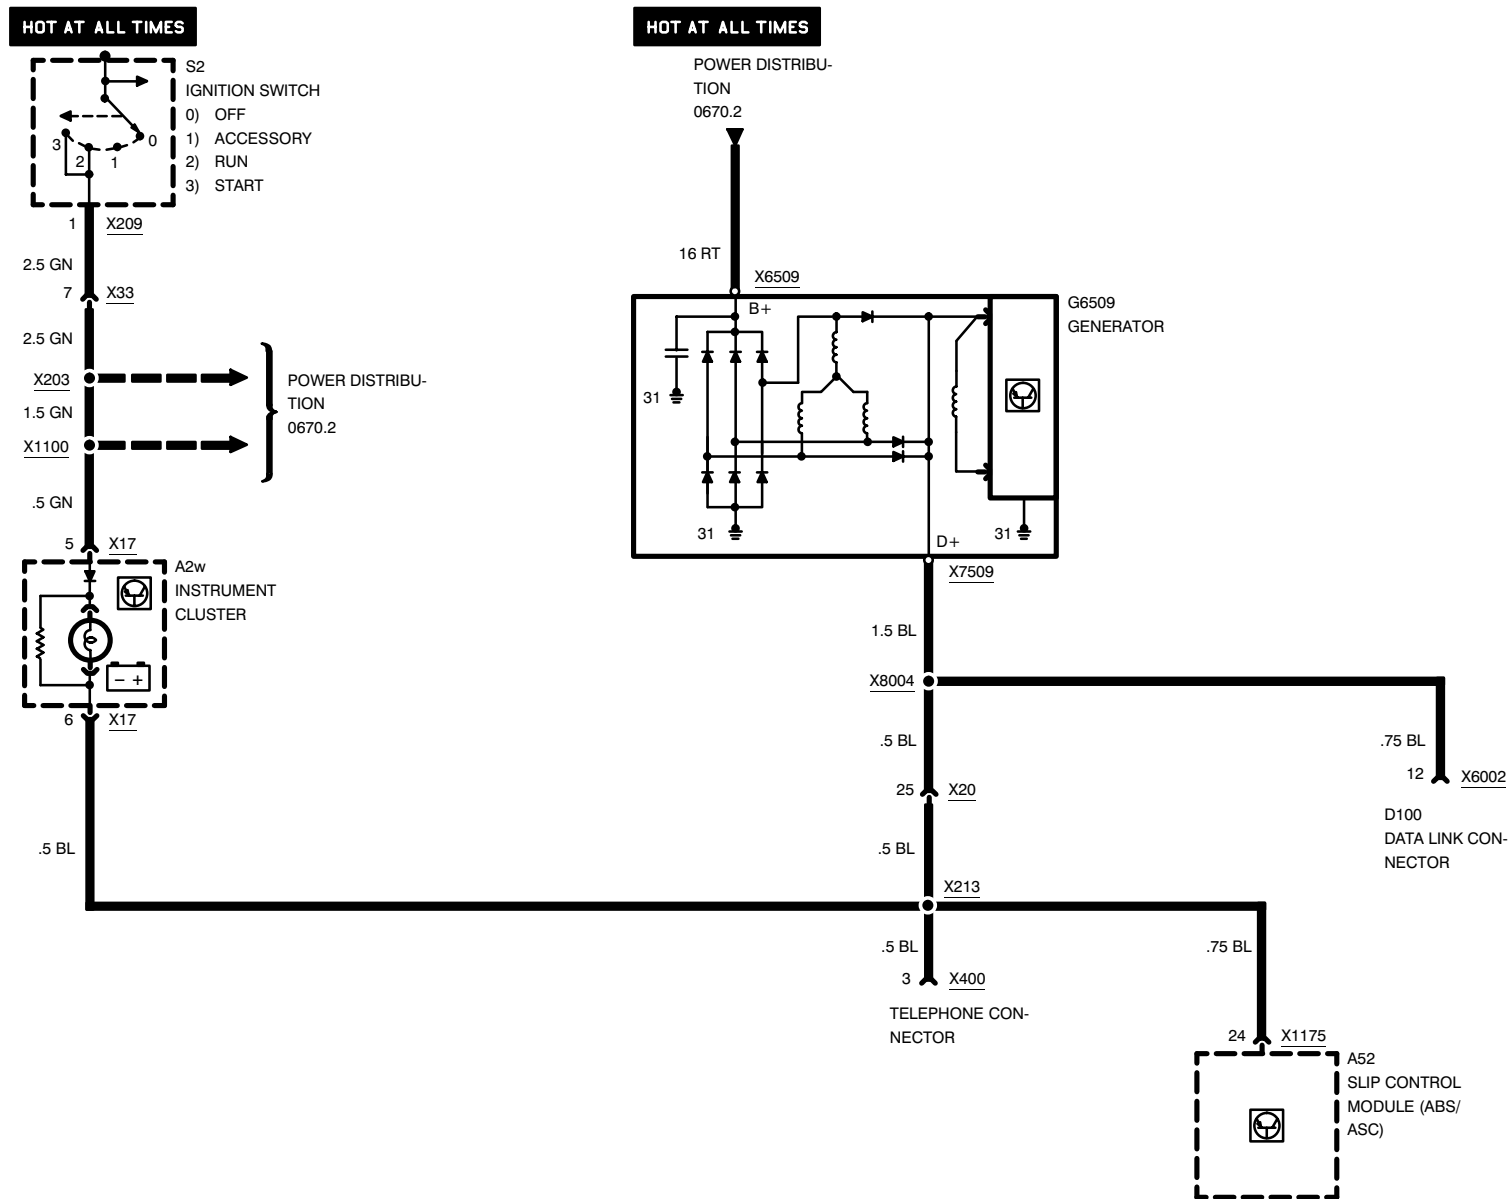 HOT AT ALL TIMES
S2
IGNITION SWITCH
0) OFF
1) ACCESSORY
2) RUN
3) START
3
2
1
0
1 X209
2.5 GN
7 X33
2.5 GN
X203
1.5 GN
X1100
.5 GN
POWER DISTRIBU-
TION
0670.2
5 X17
A2w
INSTRUMENT
CLUSTER
− +
6 X17
.5 BL
HOT AT ALL TIMES
POWER DISTRIBU-
TION
0670.2
16 RT
X6509
B+
G6509
GENERATOR
31
31
31
D+
X7509
1.5 BL
X8004
.5 BL
25 X20
.5 BL
X213
.5 BL
3 X400
TELEPHONE CON-
NECTOR
.75 BL
12 X6002
D100
DATA LINK CON-
NECTOR
.75 BL
24 X1175
A52
SLIP CONTROL
MODULE (ABS/
ASC)